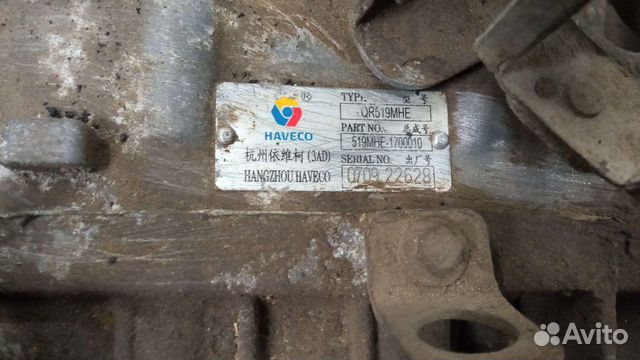 ®
HAVECO
杭州依维柯(3AD)
HANGZHOU HAVECO
TYPE 型号
QR519MHE
PART NO. 总成号
519MHE-1700010
SERIAL NO. 出厂号
0709 22628
Avito